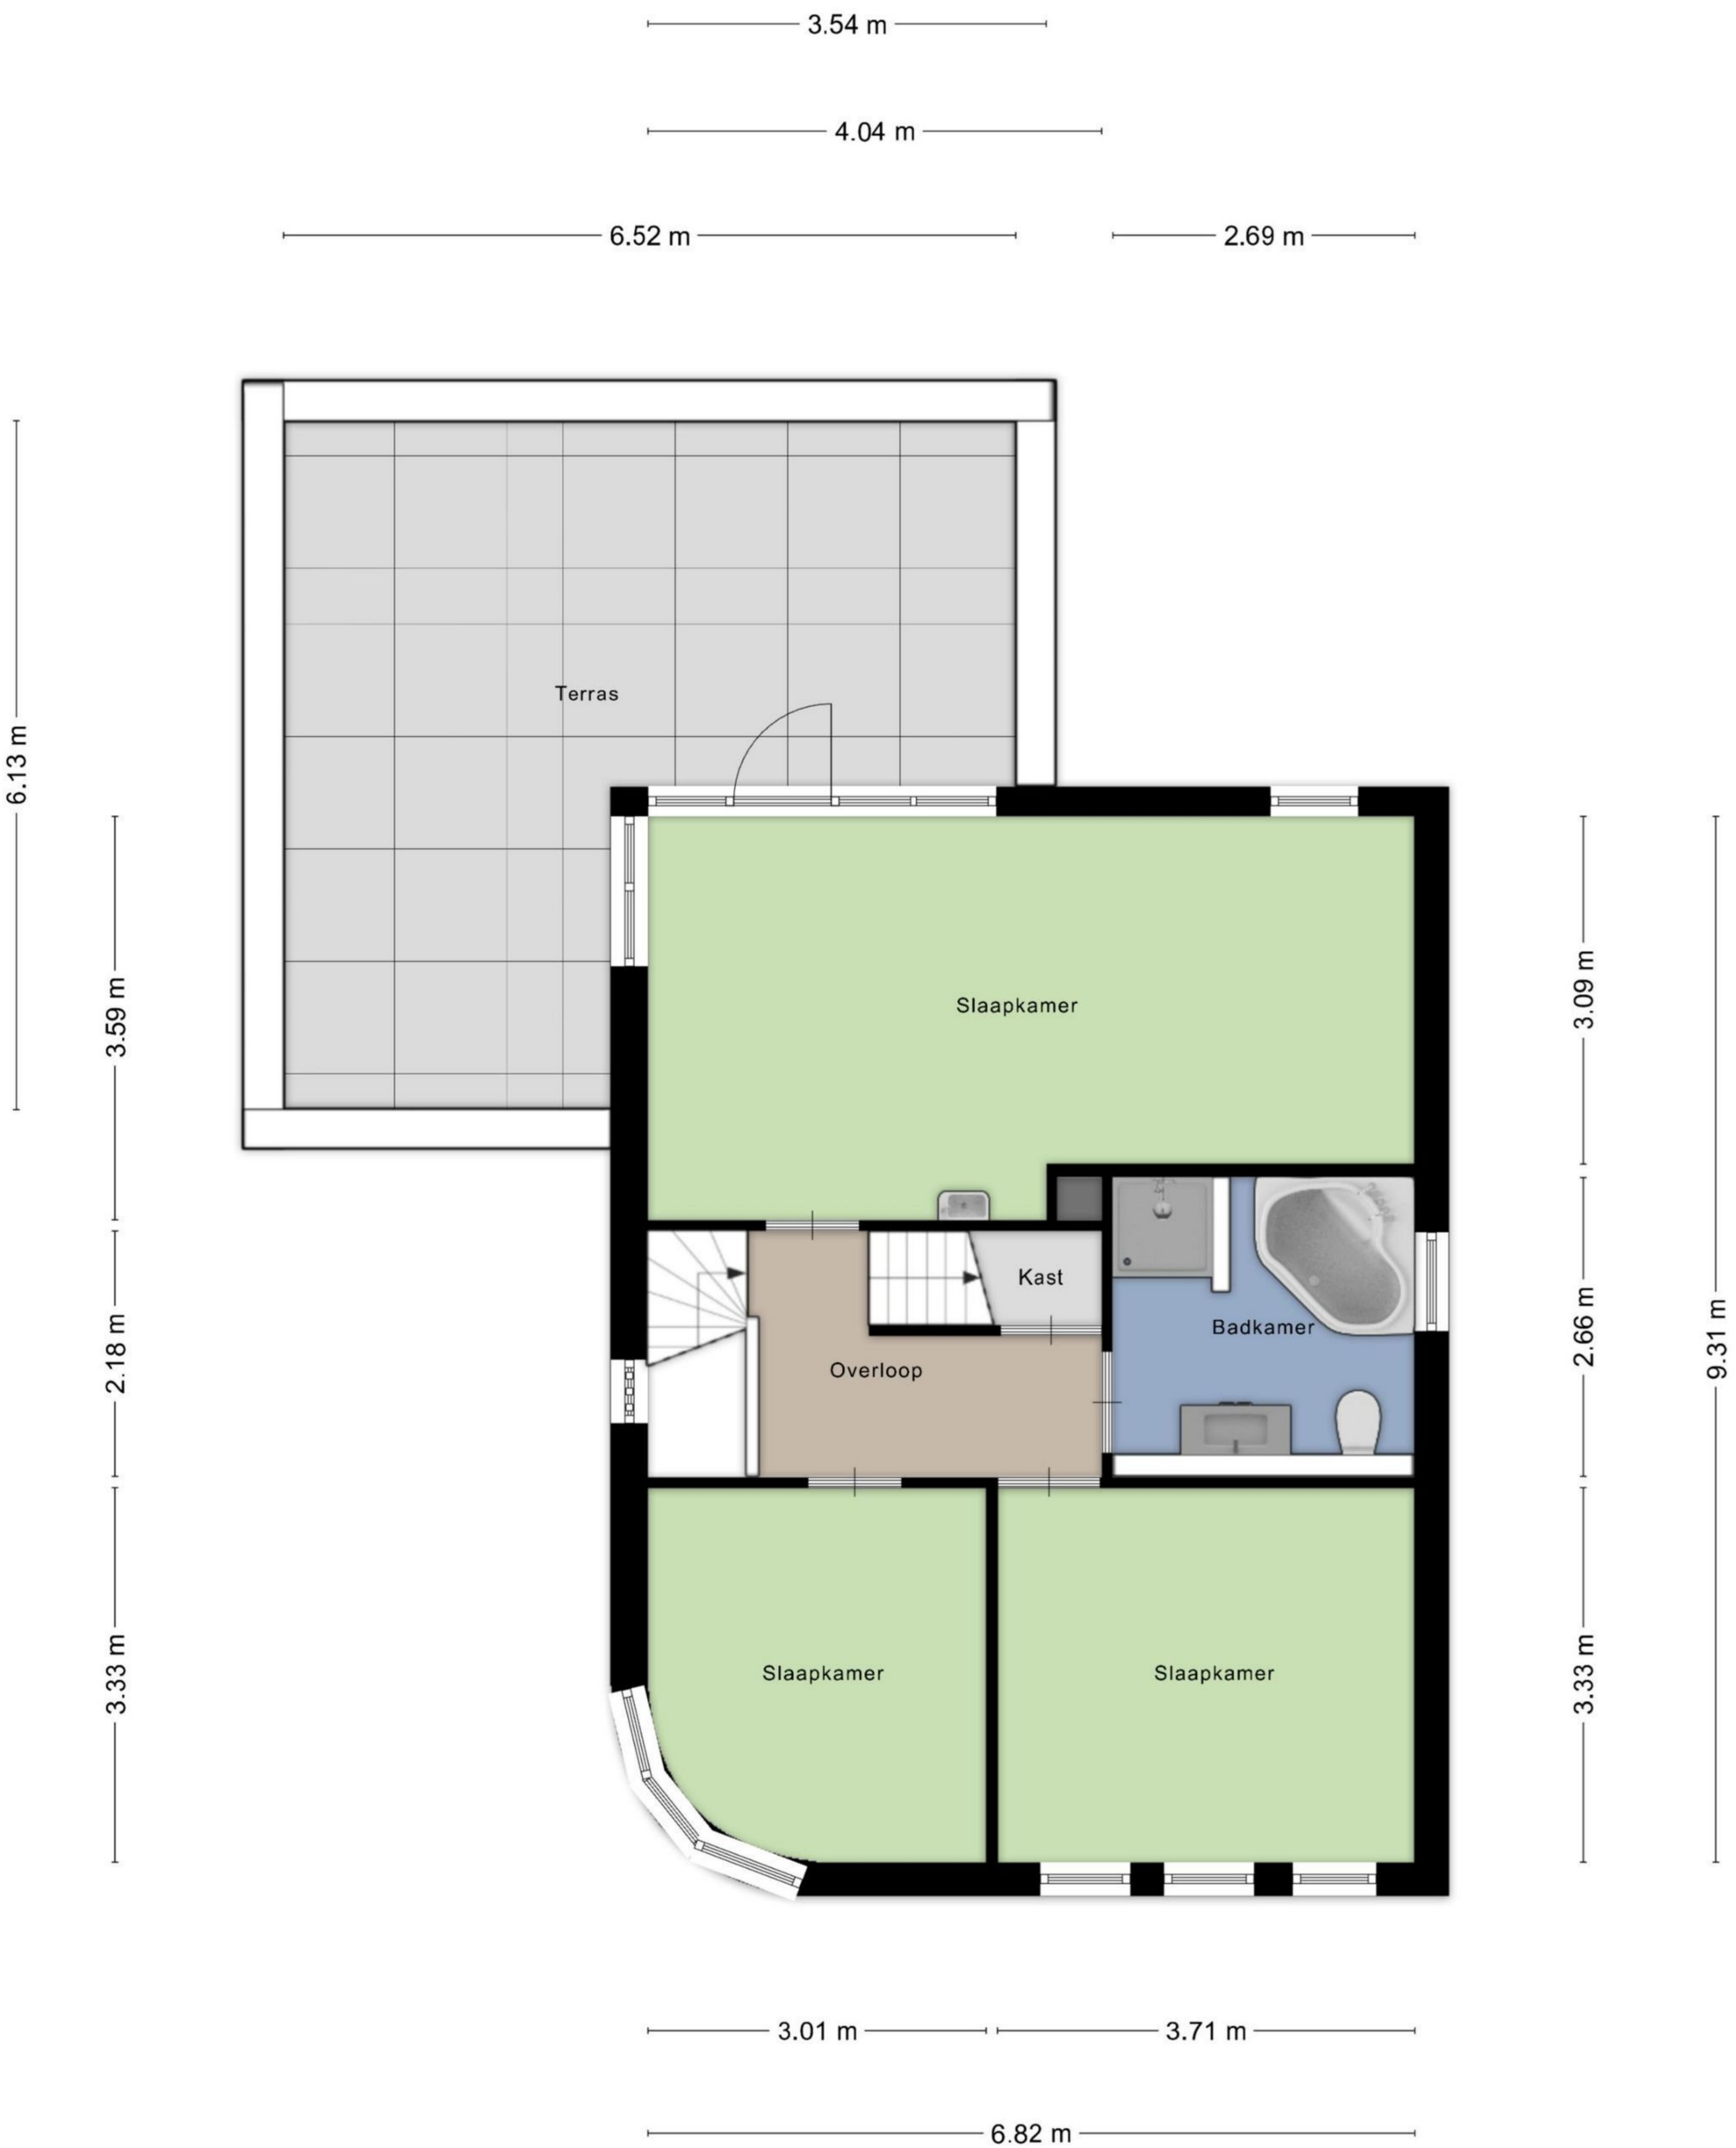 3.54 m
4.04 m
6.52 m
2.69 m
6.13 m
Terras
3.59 m
Slaapkamer
3.09 m
Kast
Badkamer
2.18 m
Overloop
2.66 m
9.31 m
3.33 m
Slaapkamer
Slaapkamer
3.33 m
3.01 m
3.71 m
6.82 m